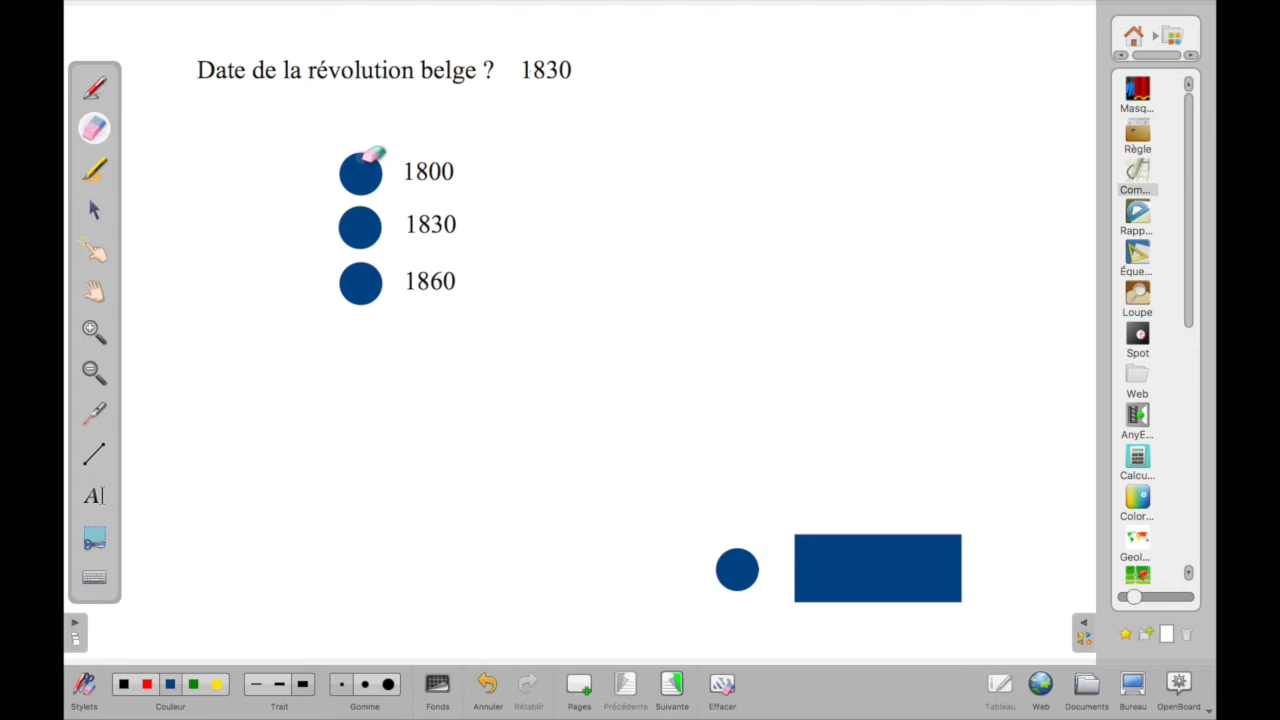 Date de la révolution belge ? 1830
1800
1830
1860
Masq...
Règle
Com...
Rapp...
Éque...
Loupe
Spot
Web
AnyE...
Calcu...
Color...
Geol...
A
Stylets
Couleur
Trait
Gomme
Fonds
Annuler
Rétablir
Pages
Précédente
Suivante
Effacer
Tableau
Web
Documents
Bureau
OpenBoard